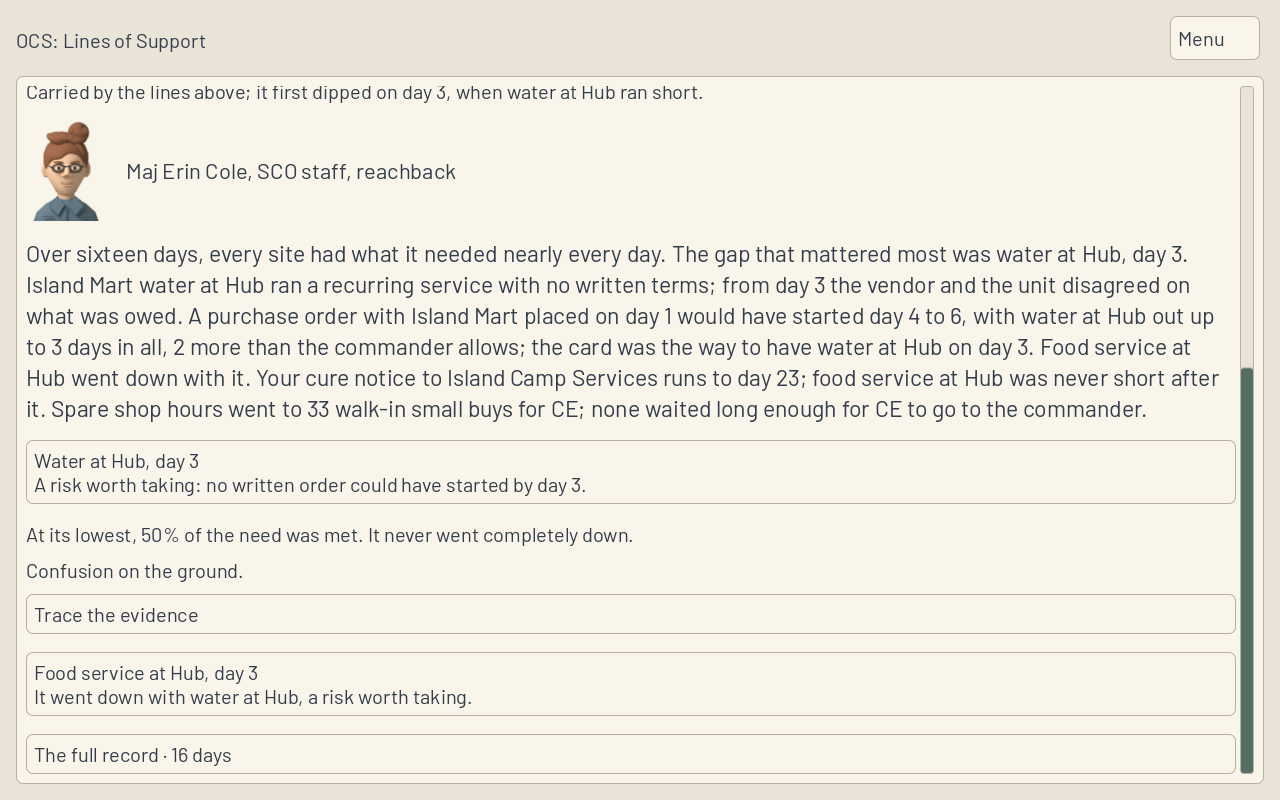 OCS: Lines of Support
Menu
Carried by the lines above; it first dipped on day 3, when water at Hub ran short.
Maj Erin Cole, SCO staff, reachback
Over sixteen days, every site had what it needed nearly every day. The gap that mattered most was water at Hub, day 3.
Island Mart water at Hub ran a recurring service with no written terms; from day 3 the vendor and the unit disagreed on
what was owed. A purchase order with Island Mart placed on day 1 would have started day 4 to 6, with water at Hub out up
to 3 days in all, 2 more than the commander allows; the card was the way to have water at Hub on day 3. Food service at
Hub went down with it. Your cure notice to Island Camp Services runs to day 23; food service at Hub was never short after
it. Spare shop hours went to 33 walk-in small buys for CE; none waited long enough for CE to go to the commander.
Water at Hub, day 3
A risk worth taking: no written order could have started by day 3.
At its lowest, 50% of the need was met. It never went completely down.
Confusion on the ground.
Trace the evidence
Food service at Hub, day 3
It went down with water at Hub, a risk worth taking.
The full record · 16 days